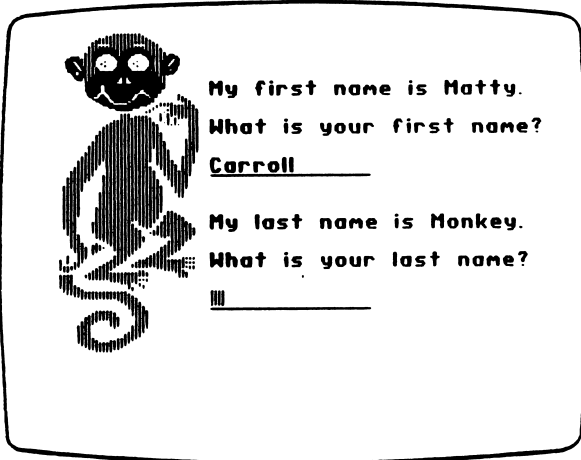 My first name is Matty.
What is your first name?
Carroll
My last name is Monkey.
What is your last name?